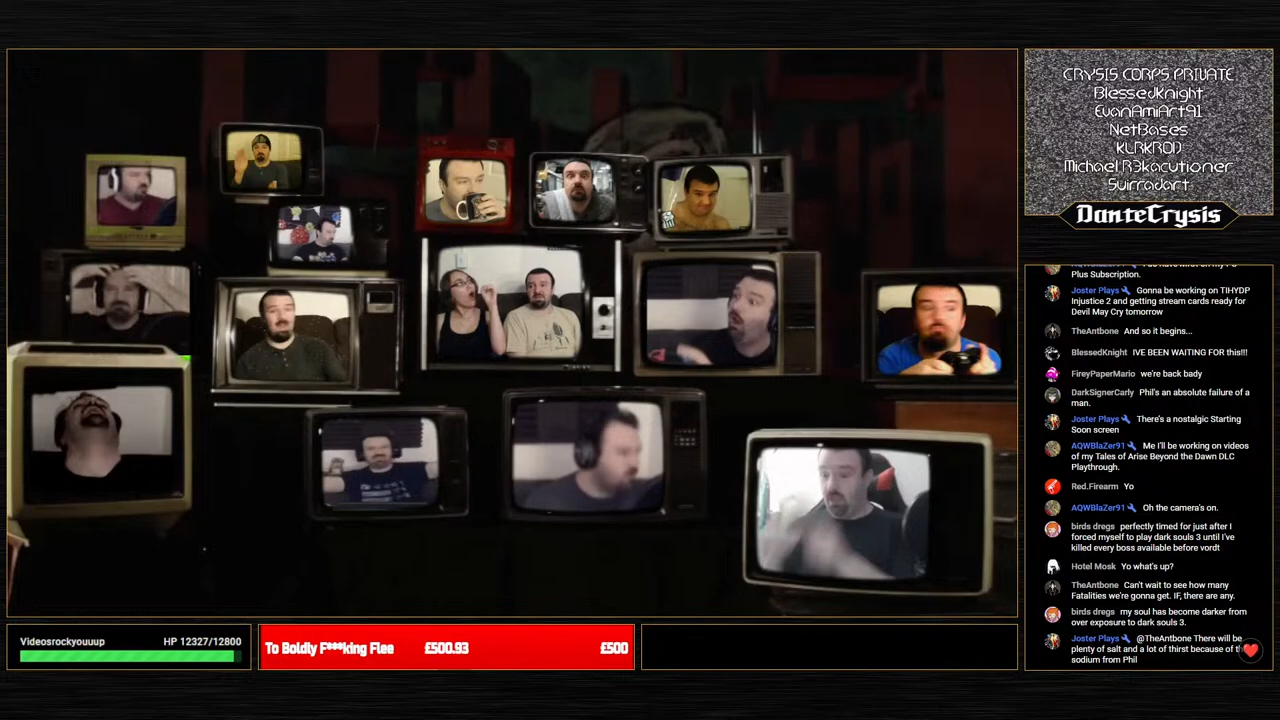 CRYSIS CORPS PRIVATE
BlessedKnight
EvanAmiArt91
NetBases
KLRKROD
Michael R3kacutioner
Suirradart
DanteCrysis
Plus Subscription.
Joster Plays Gonna be working on TIHYDP
Injustice 2 and getting stream cards ready for
Devil May Cry tomorrow
TheAntbone And so it begins...
BlessedKnight IVE BEEN WAITING FOR this!!!
FireyPaperMario we're back bady
DarkSignerCarly Phil's an absolute failure of a
man.
Joster Plays There's a nostalgic Starting
Soon screen
AQWBlaZer91 Me I'll be working on videos
of my Tales of Arise Beyond the Dawn DLC
Playthrough.
Red.Firearm Yo
AQWBlaZer91 Oh the camera's on.
birds dregs perfectly timed for just after I
forced myself to play dark souls 3 until I've
killed every boss available before vordt
Hotel Mosk Yo what's up?
TheAntbone Can't wait to see how many
Fatalities we're gonna get. IF, there are any.
birds dregs my soul has become darker from
over exposure to dark souls 3.
Joster Plays @TheAntbone There will be
plenty of salt and a lot of thirst because of
sodium from Phil
Videosrockyouuup HP 12327/12800
To Boldly F***king Flee £500.93 £500